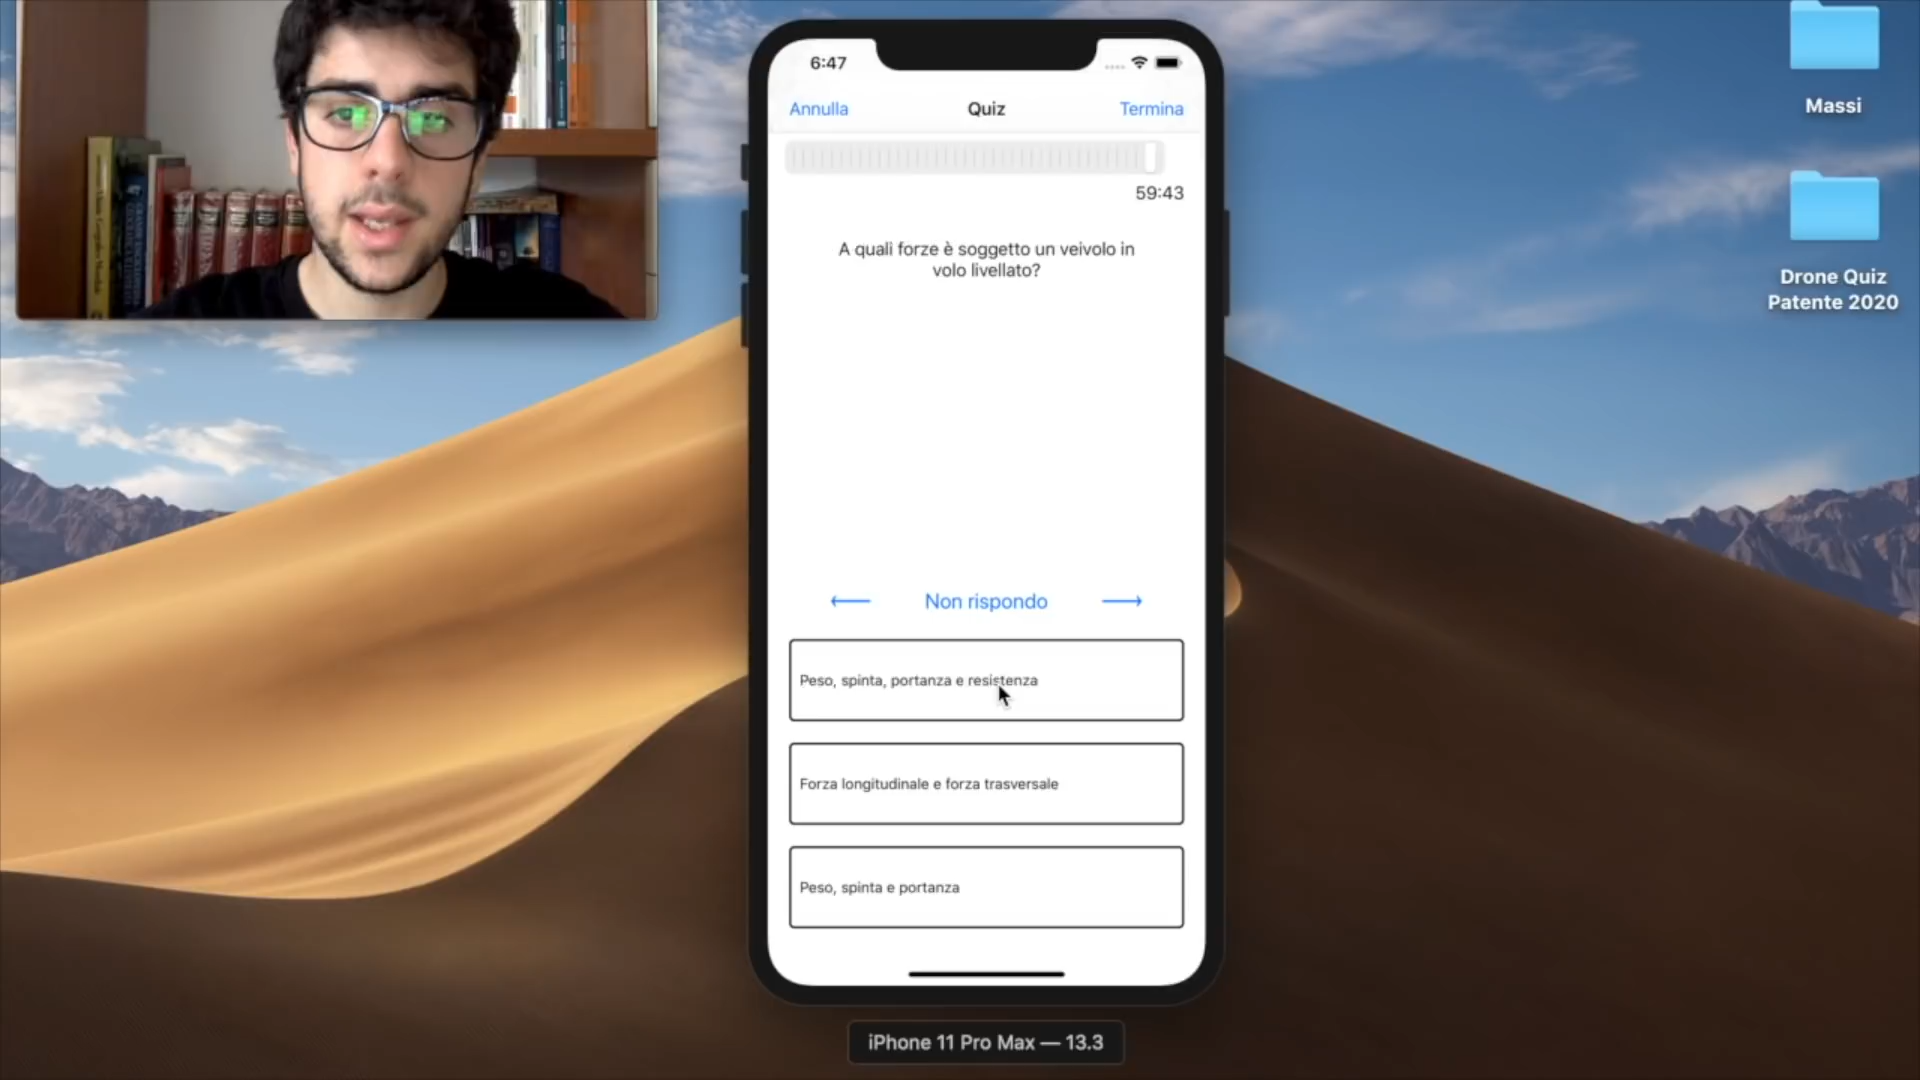 6:47
Annulla
Quiz
Termina
59:43
A quali forze è soggetto un veivolo in
volo livellato?
Non rispondo
Peso, spinta, portanza e resistenza
Forza longitudinale e forza trasversale
Peso, spinta e portanza
iPhone 11 Pro Max — 13.3
Massi
Drone Quiz
Patente 2020